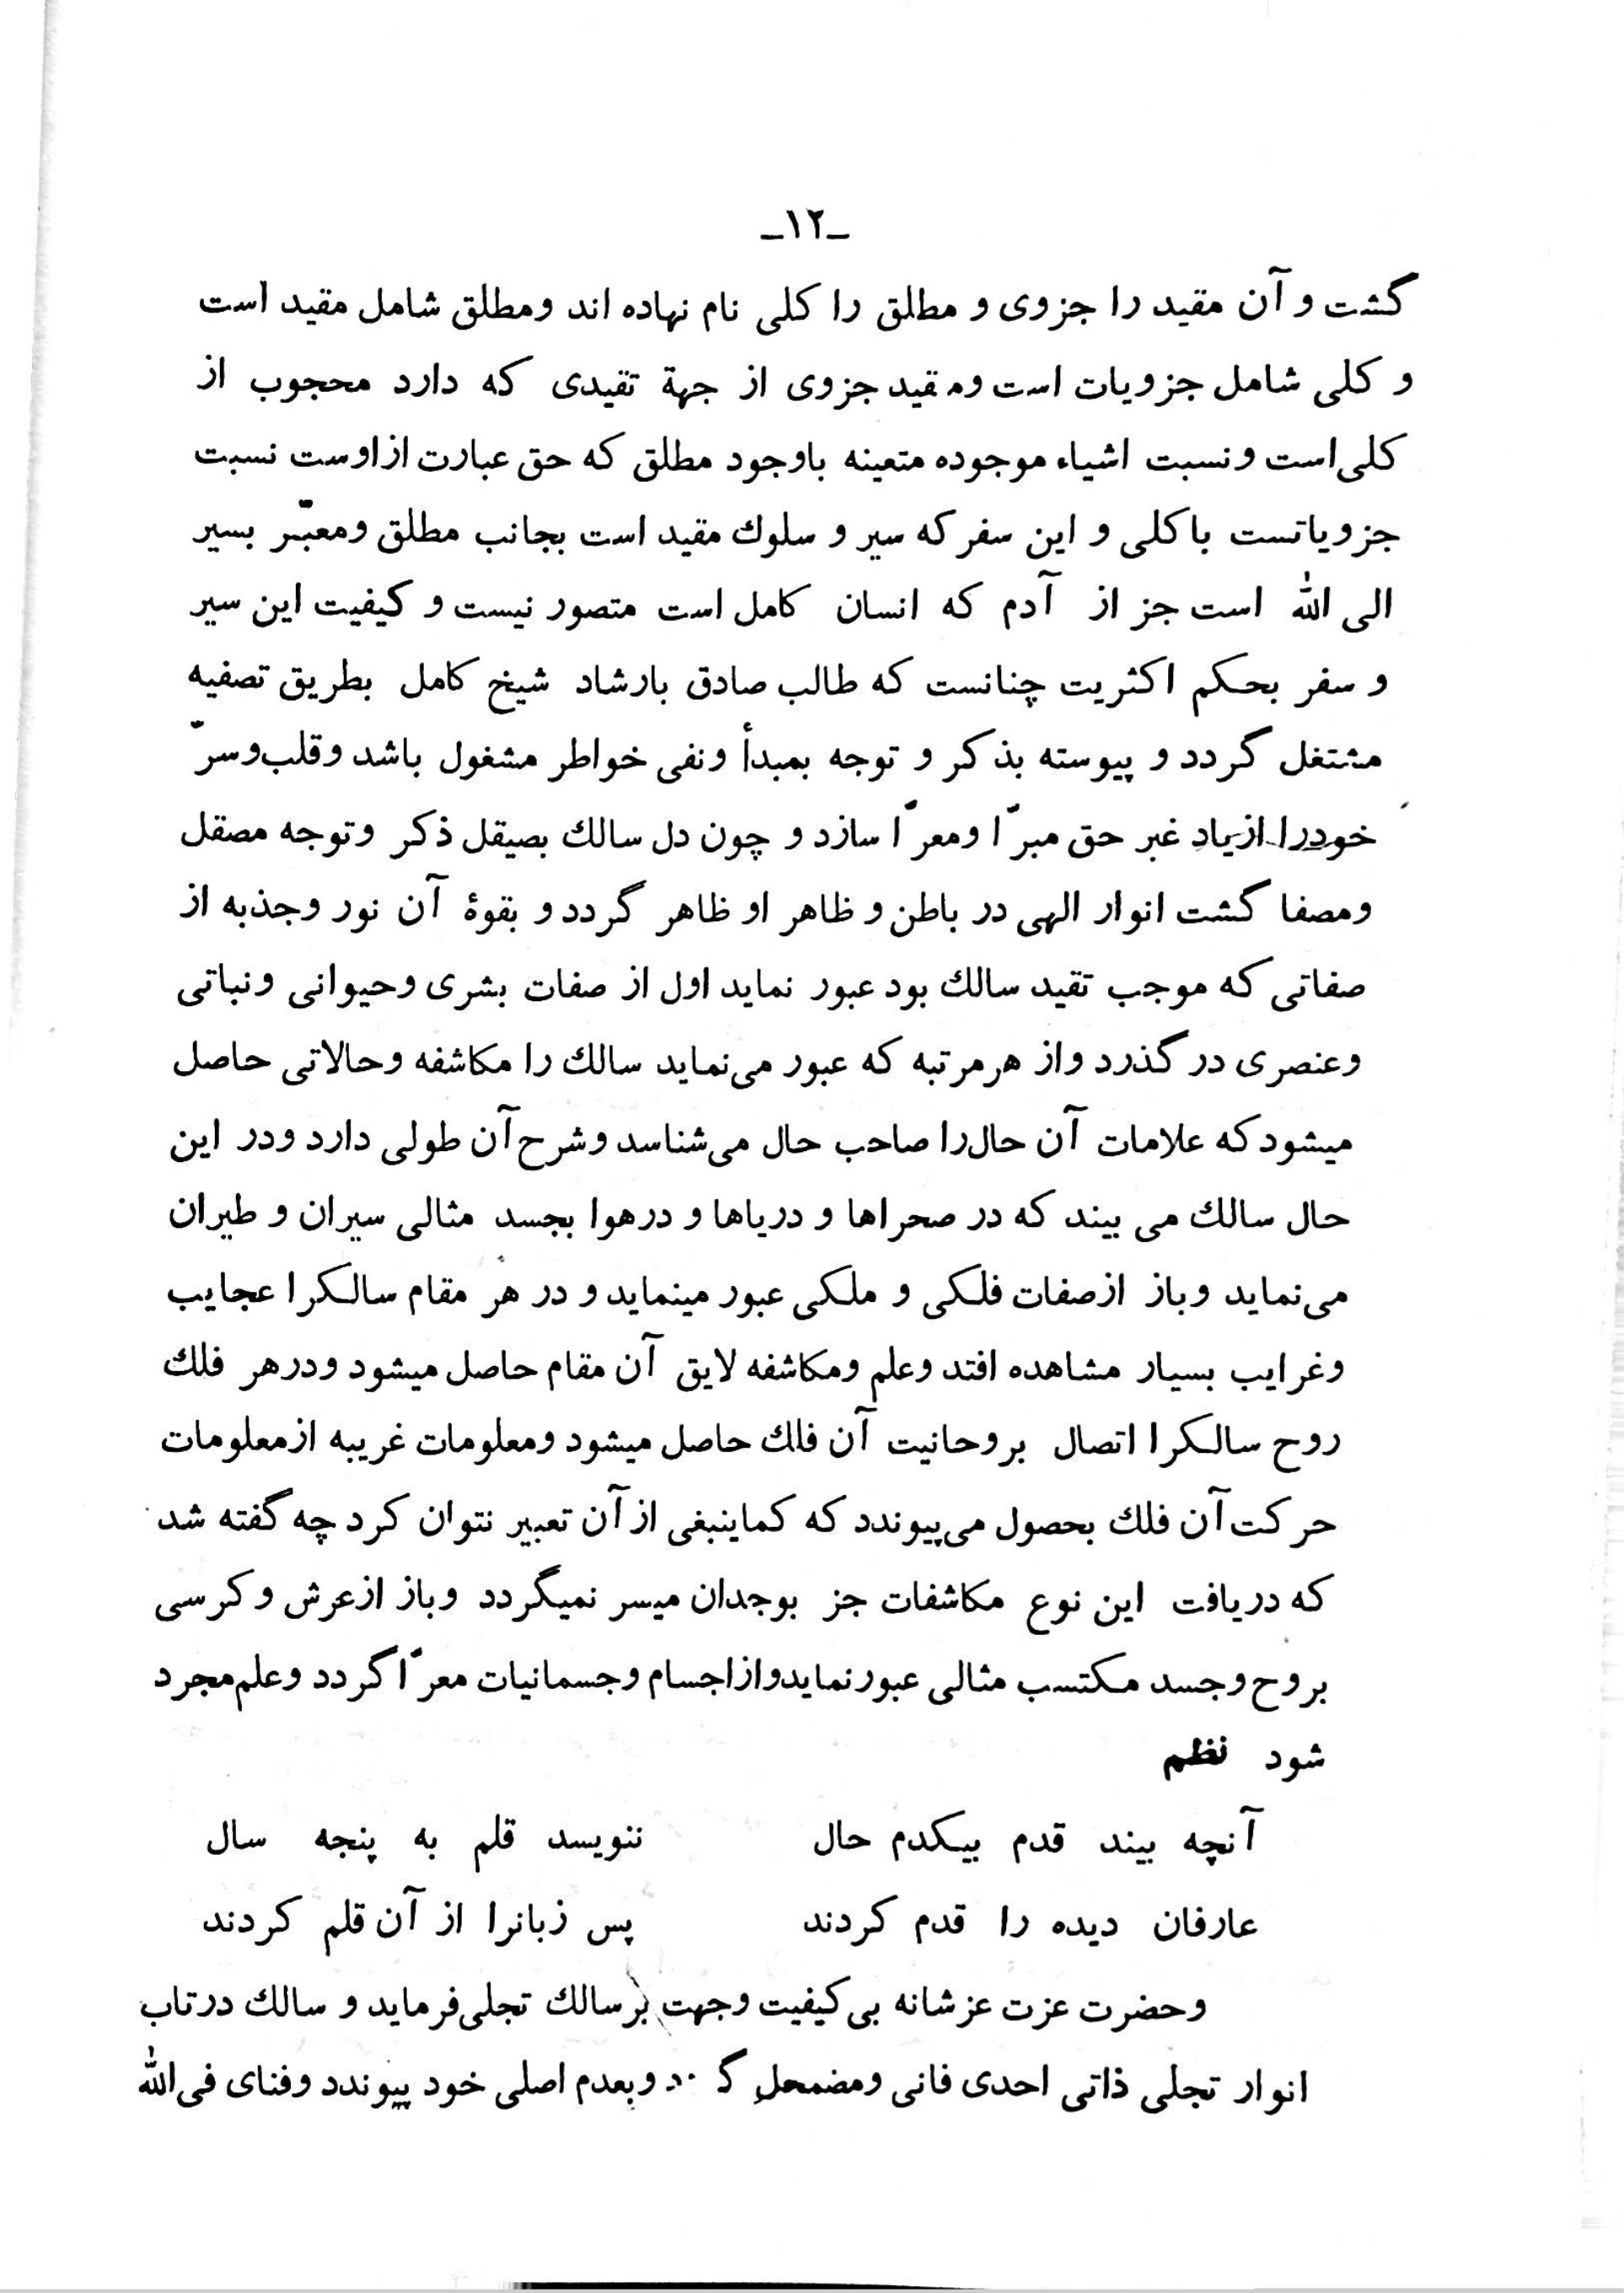 ـ۱۲ـ
گشت و آن مقید را جزوی و مطلق را کلی نام نهاده اند ومطلق شامل مقید است
و کلی شامل جزویات است ومقید جزوی از جهة تقیدی که دارد محجوب از
کلی است ونسبت اشیاء موجوده متعینه باوجود مطلق که حق عبارت ازاوست نسبت
جزویاتست باکلی و این سفر که سیر و سلوك مقید است بجانب مطلق ومعبّر بسیر
الی الله است جز از آدم که انسان کامل است متصور نیست و کیفیت این سیر
و سفر بحکم اکثریت چنانست که طالب صادق بارشاد شیخ کامل بطریق تصفیه
مشتغل گردد و پیوسته بذکر و توجه بمبدأ ونفی خواطر مشغول باشد وقلب وسرّ
خودرا ازیاد غیر حق مبرّا ومعرّا سازد و چون دل سالك بصیقل ذکر وتوجه مصقل
ومصفا گشت انوار الهی در باطن و ظاهر او ظاهر گردد و بقوۀ آن نور وجذبه از
صفاتی که موجب تقید سالك بود عبور نماید اول از صفات بشری وحیوانی ونباتی
وعنصری در گذرد واز هرمرتبه که عبور می‌نماید سالك را مکاشفه وحالاتی حاصل
میشود که علامات آن حال‌را صاحب حال می‌شناسد وشرح آن طولی دارد ودر این
حال سالك می بیند که در صحراها و دریاها و درهوا بجسد مثالی سیران و طیران
می‌نماید وباز ازصفات فلکی و ملکی عبور مینماید و در هر مقام سالکرا عجایب
وغرایب بسیار مشاهده افتد وعلم ومکاشفه لایق آن مقام حاصل میشود ودرهر فلك
روح سالکرا اتصال بروحانیت آن فلك حاصل میشود ومعلومات غریبه ازمعلومات
حرکت آن فلك بحصول می‌پیوندد که کماینبغی از آن تعبیر نتوان کرد چه گفته شد
که دریافت این نوع مکاشفات جز بوجدان میسر نمیگردد وباز ازعرش وکرسی
بروح وجسد مکتسب مثالی عبورنمایدوازاجسام وجسمانیات معرّا گردد وعلم مجرد
شود نظم
آنچه بیند قدم بیکدم حال ننویسد قلم به پنجه سال
عارفان دیده را قدم کردند پس زبانرا از آن قلم کردند
وحضرت عزت عزشانه بی کیفیت وجهت برسالك تجلی‌فرماید و سالك درتاب
انوار تجلی ذاتی احدی فانی ومضمحل وبعدم اصلی خود پیوندد وفنای فی‌الله